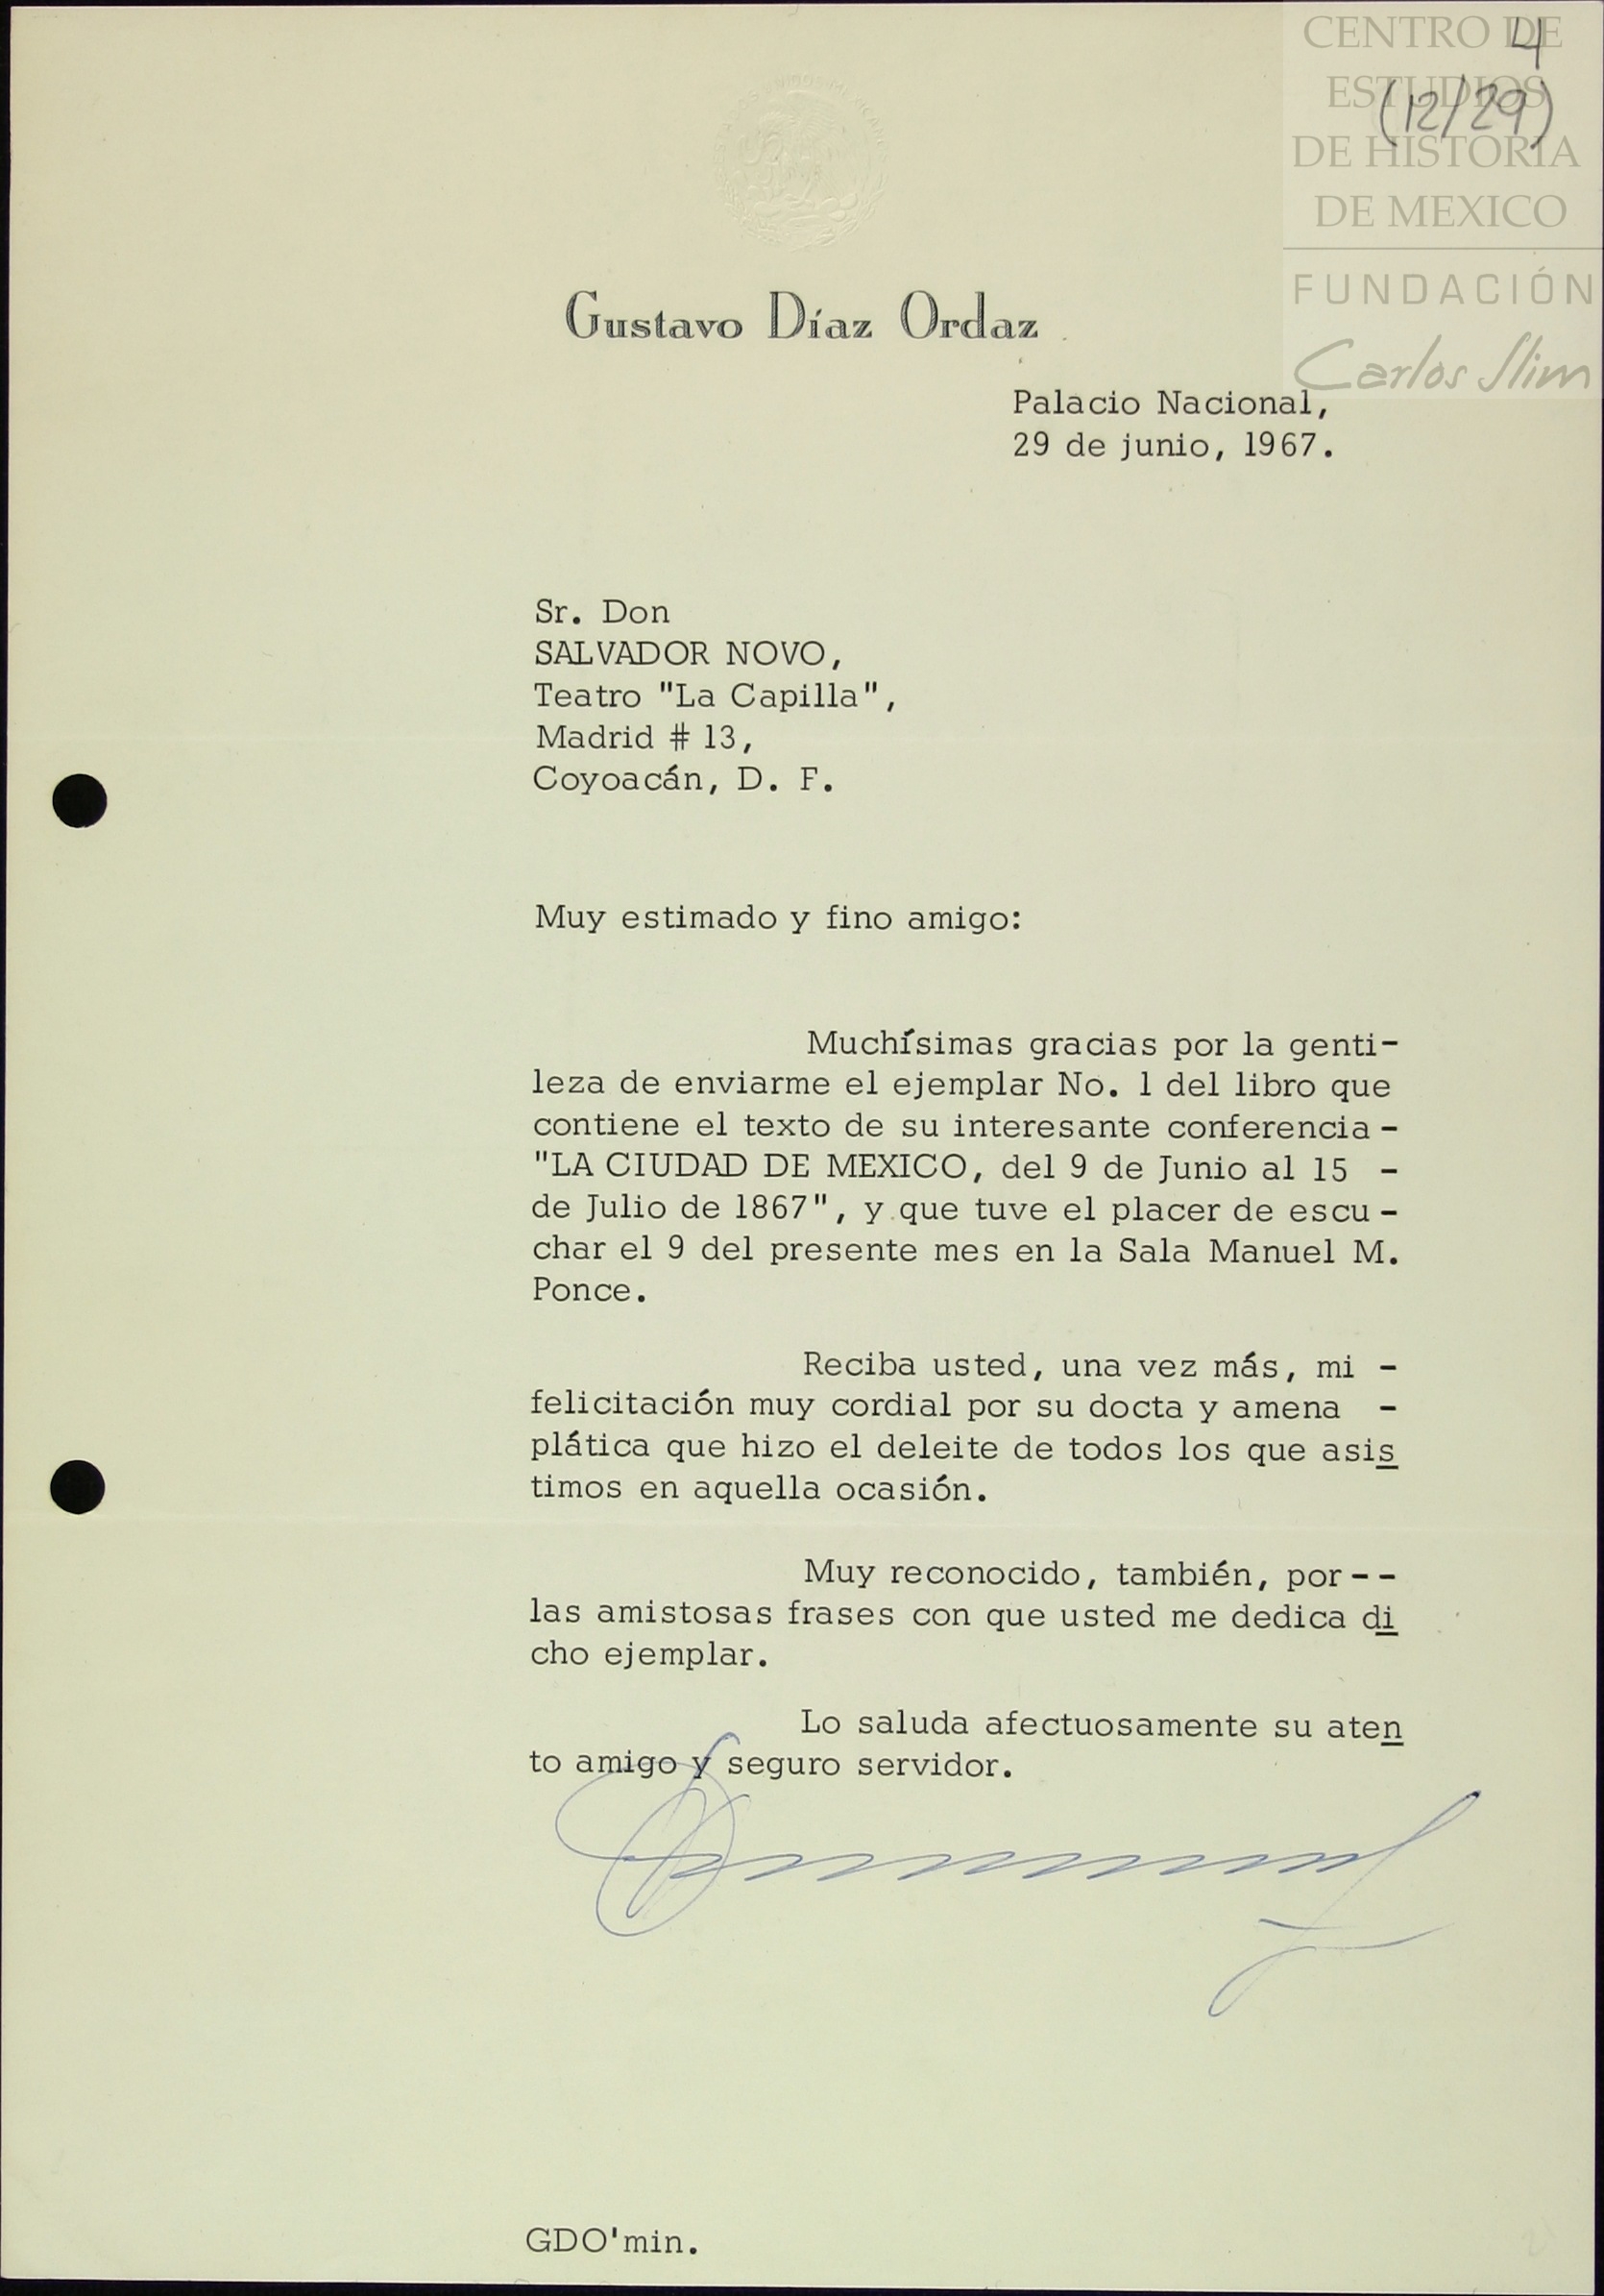 CENTRO DE
ESTUDIOS
DE HISTORIA
DE MEXICO
FUNDACIÓN
Carlos Slim
4
(12/29)
Gustavo Díaz Ordaz
Palacio Nacional,
29 de junio, 1967.
Sr. Don
SALVADOR NOVO,
Teatro "La Capilla",
Madrid # 13,
Coyoacán, D. F.
Muy estimado y fino amigo:
Muchísimas gracias por la genti-
leza de enviarme el ejemplar No. 1 del libro que
contiene el texto de su interesante conferencia -
"LA CIUDAD DE MEXICO, del 9 de Junio al 15 -
de Julio de 1867", y que tuve el placer de escu -
char el 9 del presente mes en la Sala Manuel M.
Ponce.
Reciba usted, una vez más, mi -
felicitación muy cordial por su docta y amena -
plática que hizo el deleite de todos los que asis
timos en aquella ocasión.
Muy reconocido, también, por - -
las amistosas frases con que usted me dedica di
cho ejemplar.
Lo saluda afectuosamente su aten
to amigo y seguro servidor.
GDO'min.